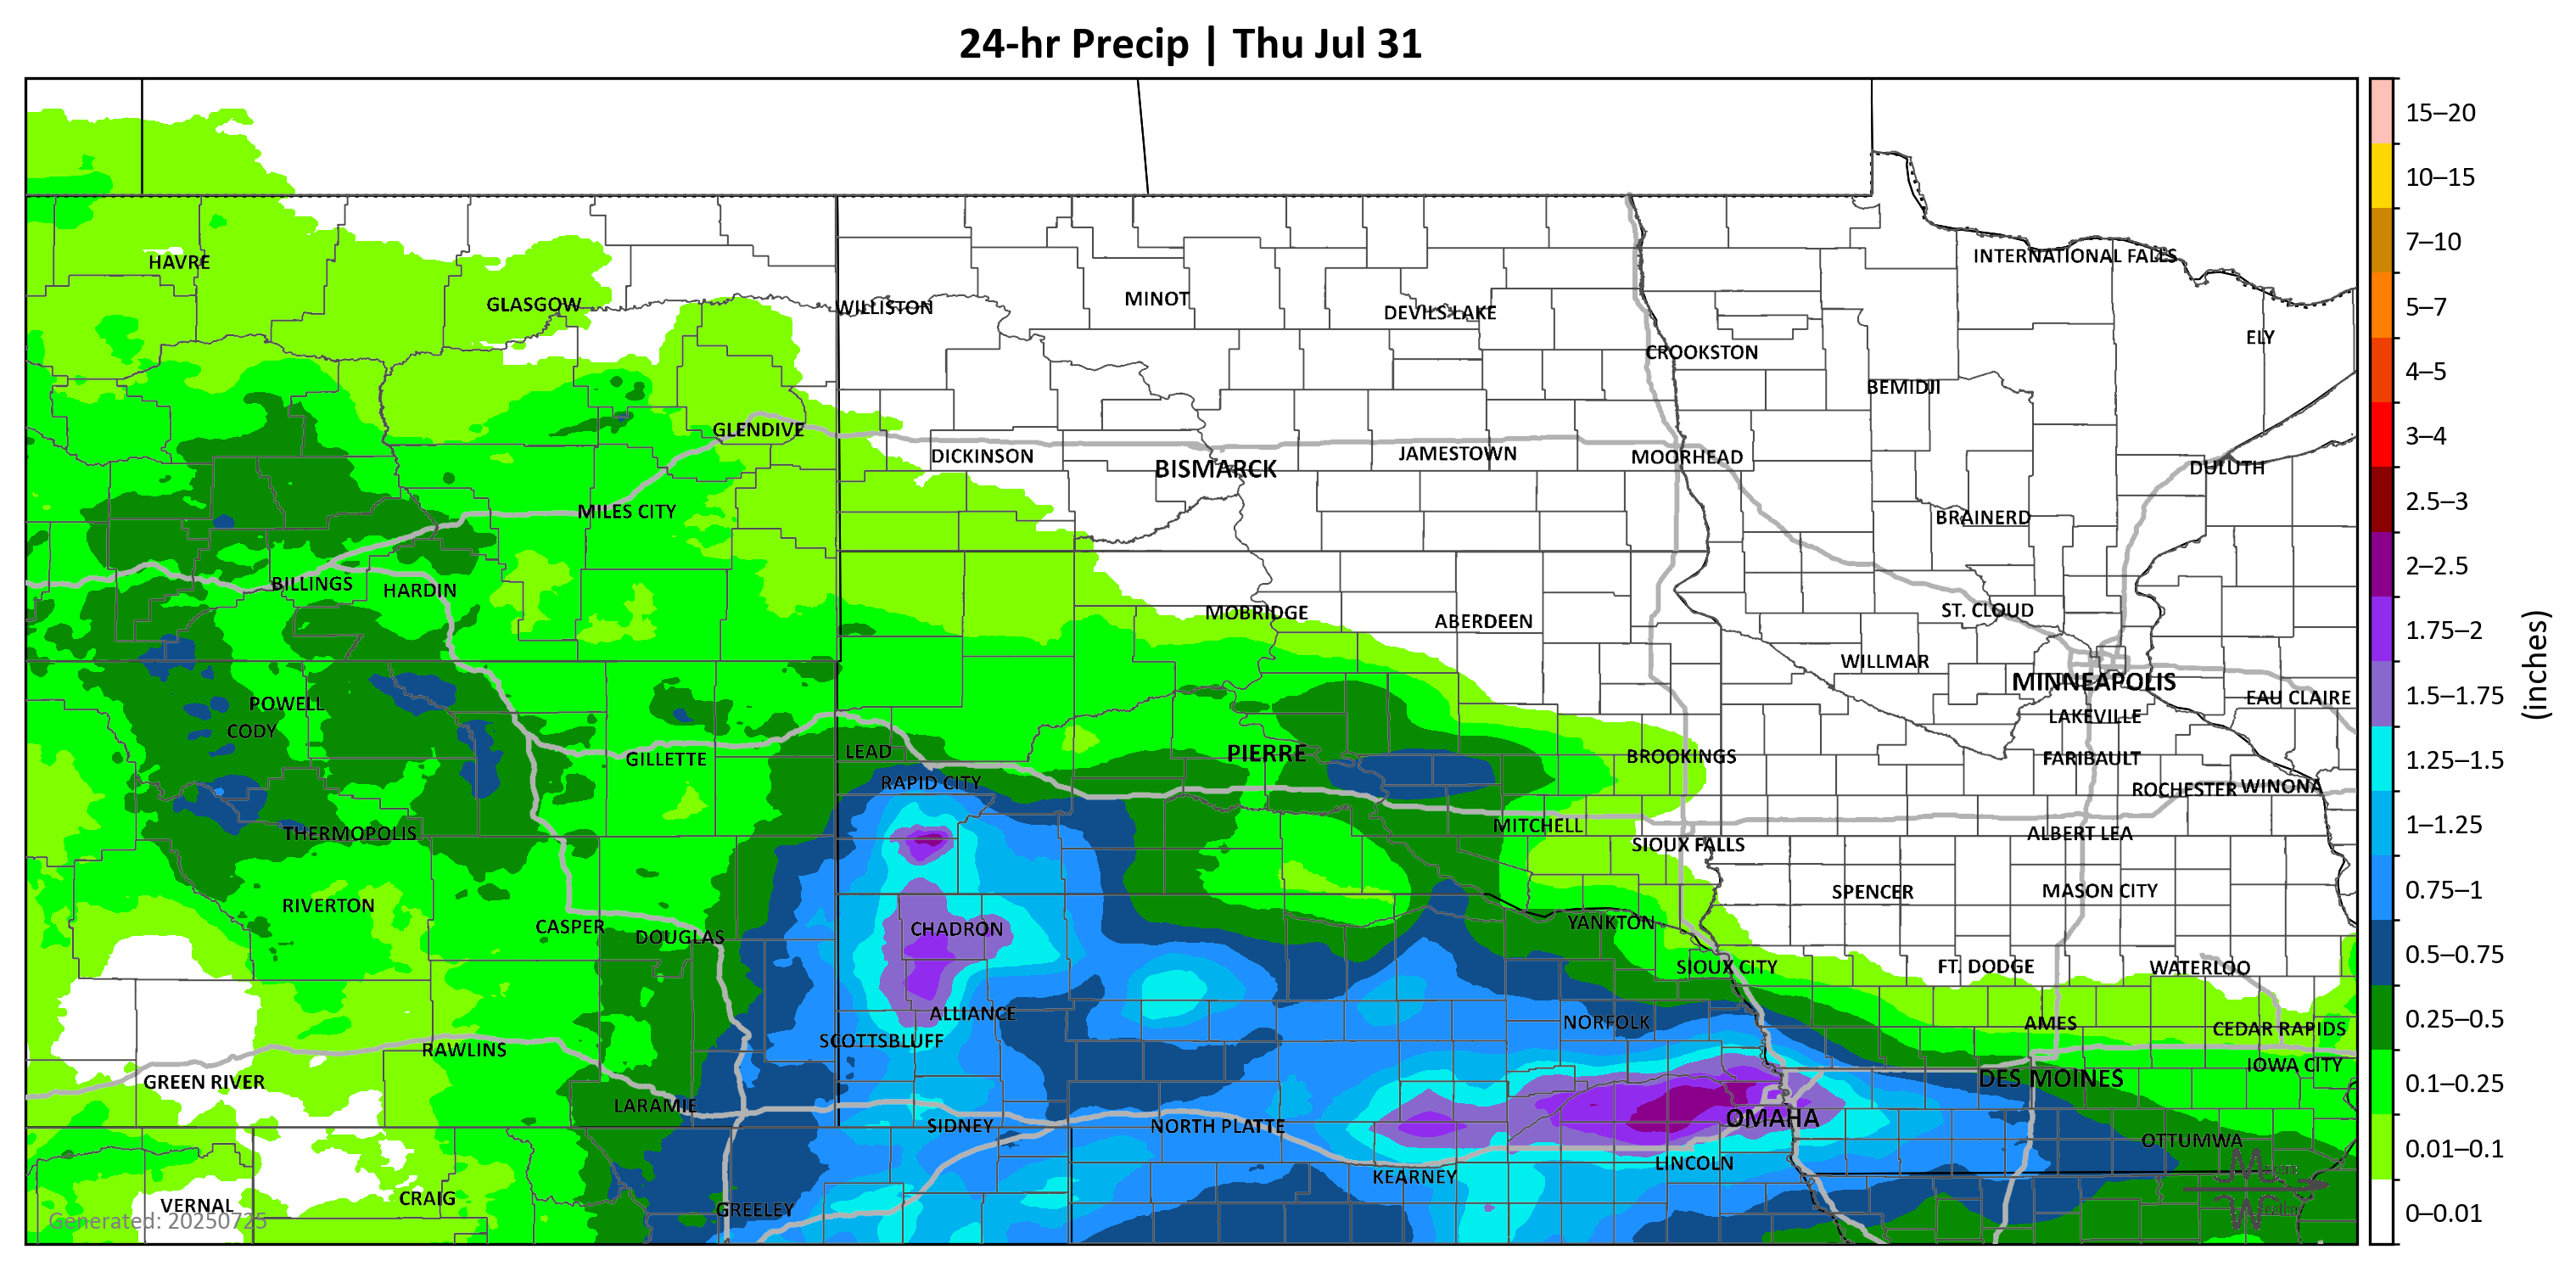 24-hr Precip | Thu Jul 31
15–20
10–15
HAVRE
7–10
INTERNATIONAL FALLS
GLASGOW
WILLISTON
MINOT
DEVILS LAKE
5–7
ELY
CROOKSTON
4–5
BEMIDJI
GLENDIVE
3–4
DICKINSON
BISMARCK
JAMESTOWN
MOORHEAD
DULUTH
2.5–3
MILES CITY
BRAINERD
2–2.5
BILLINGS
HARDIN
MOBRIDGE
ABERDEEN
ST. CLOUD
1.75–2
WILLMAR
(inches)
MINNEAPOLIS
1.5–1.75
POWELL
EAU CLAIRE
CODY
LAKEVILLE
LEAD
PIERRE
BROOKINGS
FARIBAULT
1.25–1.5
GILLETTE
RAPID CITY
ROCHESTER
WINONA
THERMOPOLIS
MITCHELL
ALBERT LEA
1–1.25
SIOUX FALLS
SPENCER
MASON CITY
0.75–1
RIVERTON
CASPER
DOUGLAS
CHADRON
YANKTON
0.5–0.75
SIOUX CITY
FT. DODGE
WATERLOO
ALLIANCE
NORFOLK
AMES
0.25–0.5
CEDAR RAPIDS
SCOTTSBLUFF
RAWLINS
IOWA CITY
GREEN RIVER
DES MOINES
0.1–0.25
LARAMIE
OMAHA
SIDNEY
NORTH PLATTE
OTTUMWA
0.01–0.1
LINCOLN
KEARNEY
VERNAL
CRAIG
GREELEY
0–0.01
Generated: 20250725